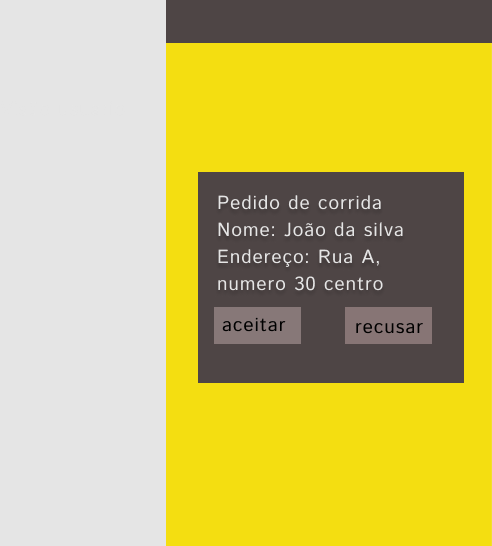 Pedido de corrida
Nome: João da silva
Endereço: Rua A,
numero 30 centro
aceitar
recusar